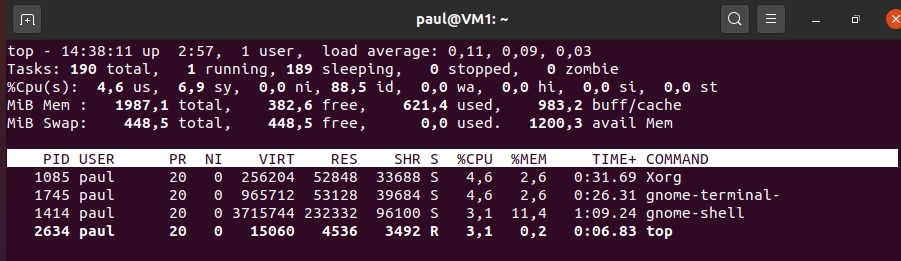 paul@VM1: ~
top - 14:38:11 up  2:57,  1 user,  load average: 0,11, 0,09, 0,03
Tasks: 190 total,   1 running, 189 sleeping,   0 stopped,   0 zombie
%Cpu(s):  4,6 us,  6,9 sy,  0,0 ni, 88,5 id,  0,0 wa,  0,0 hi,  0,0 si,  0,0 st
MiB Mem :   1987,1 total,    382,6 free,    621,4 used,    983,2 buff/cache
MiB Swap:    448,5 total,    448,5 free,      0,0 used.   1200,3 avail Mem
PID USER      PR  NI    VIRT    RES    SHR S  %CPU  %MEM     TIME+ COMMAND
1085 paul      20   0  256204  52848  33688 S   4,6   2,6   0:31.69 Xorg
1745 paul      20   0  965712  53128  39684 S   4,6   2,6   0:26.31 gnome-terminal-
1414 paul      20   0 3715744 232332  96100 S   3,1  11,4   1:09.24 gnome-shell
2634 paul      20   0   15060   4536   3492 R   3,1   0,2   0:06.83 top